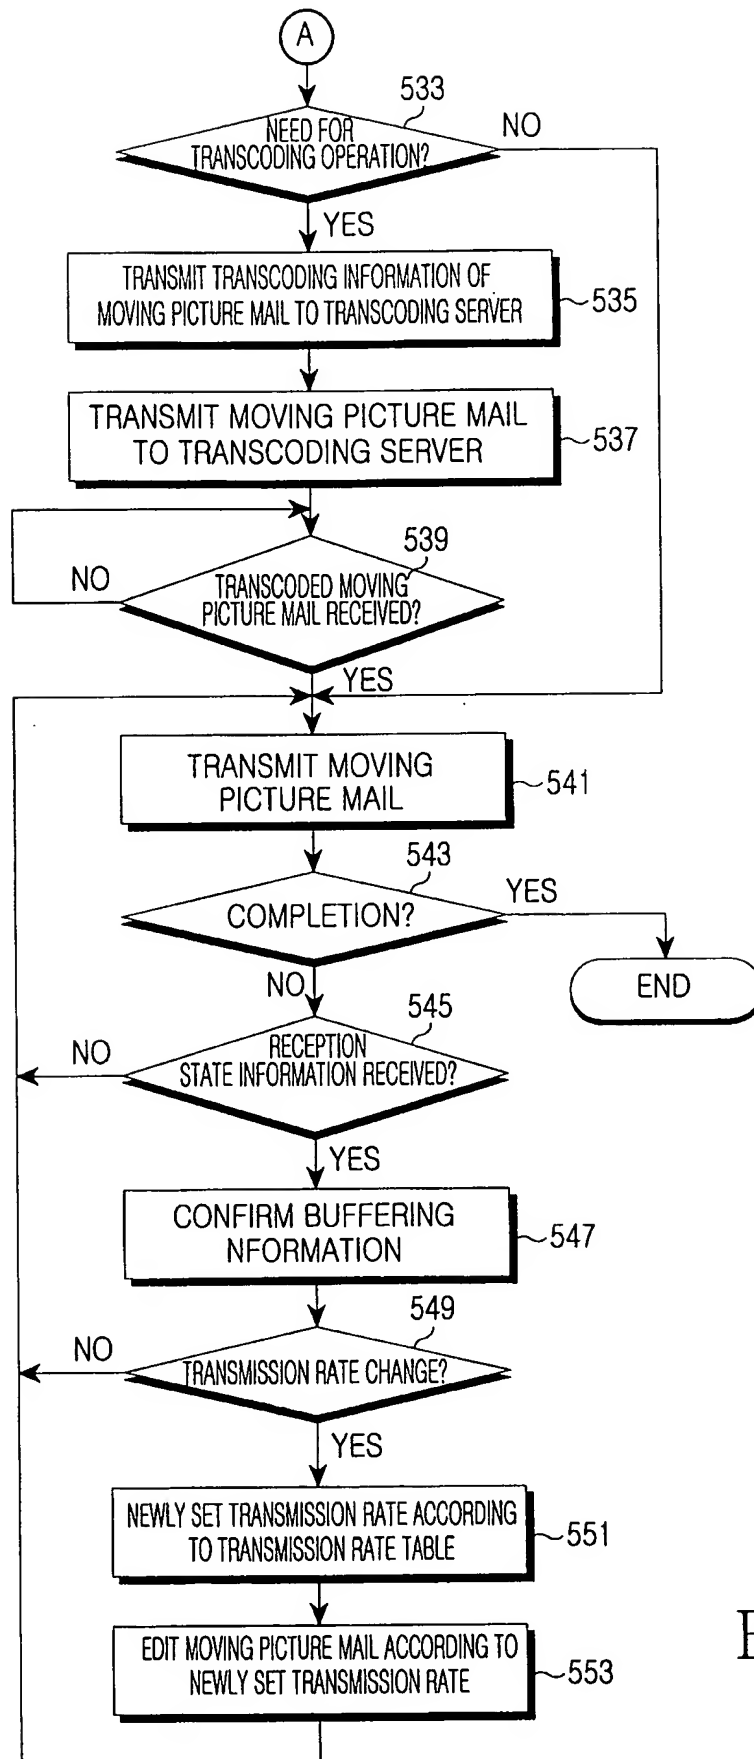 A
533
NEED FOR
TRANSCODING OPERATION?
NO
YES
TRANSMIT TRANSCODING INFORMATION OF
MOVING PICTURE MAIL TO TRANSCODING SERVER
535
TRANSMIT MOVING PICTURE MAIL
TO TRANSCODING SERVER
537
539
NO
TRANSCODED MOVING
PICTURE MAIL RECEIVED?
YES
TRANSMIT MOVING
PICTURE MAIL
541
543
COMPLETION?
YES
END
NO
545
NO
RECEPTION
STATE INFORMATION RECEIVED?
YES
CONFIRM BUFFERING
NFORMATION
547
549
NO
TRANSMISSION RATE CHANGE?
YES
NEWLY SET TRANSMISSION RATE ACCORDING
TO TRANSMISSION RATE TABLE
551
EDIT MOVING PICTURE MAIL ACCORDING TO
NEWLY SET TRANSMISSION RATE
553